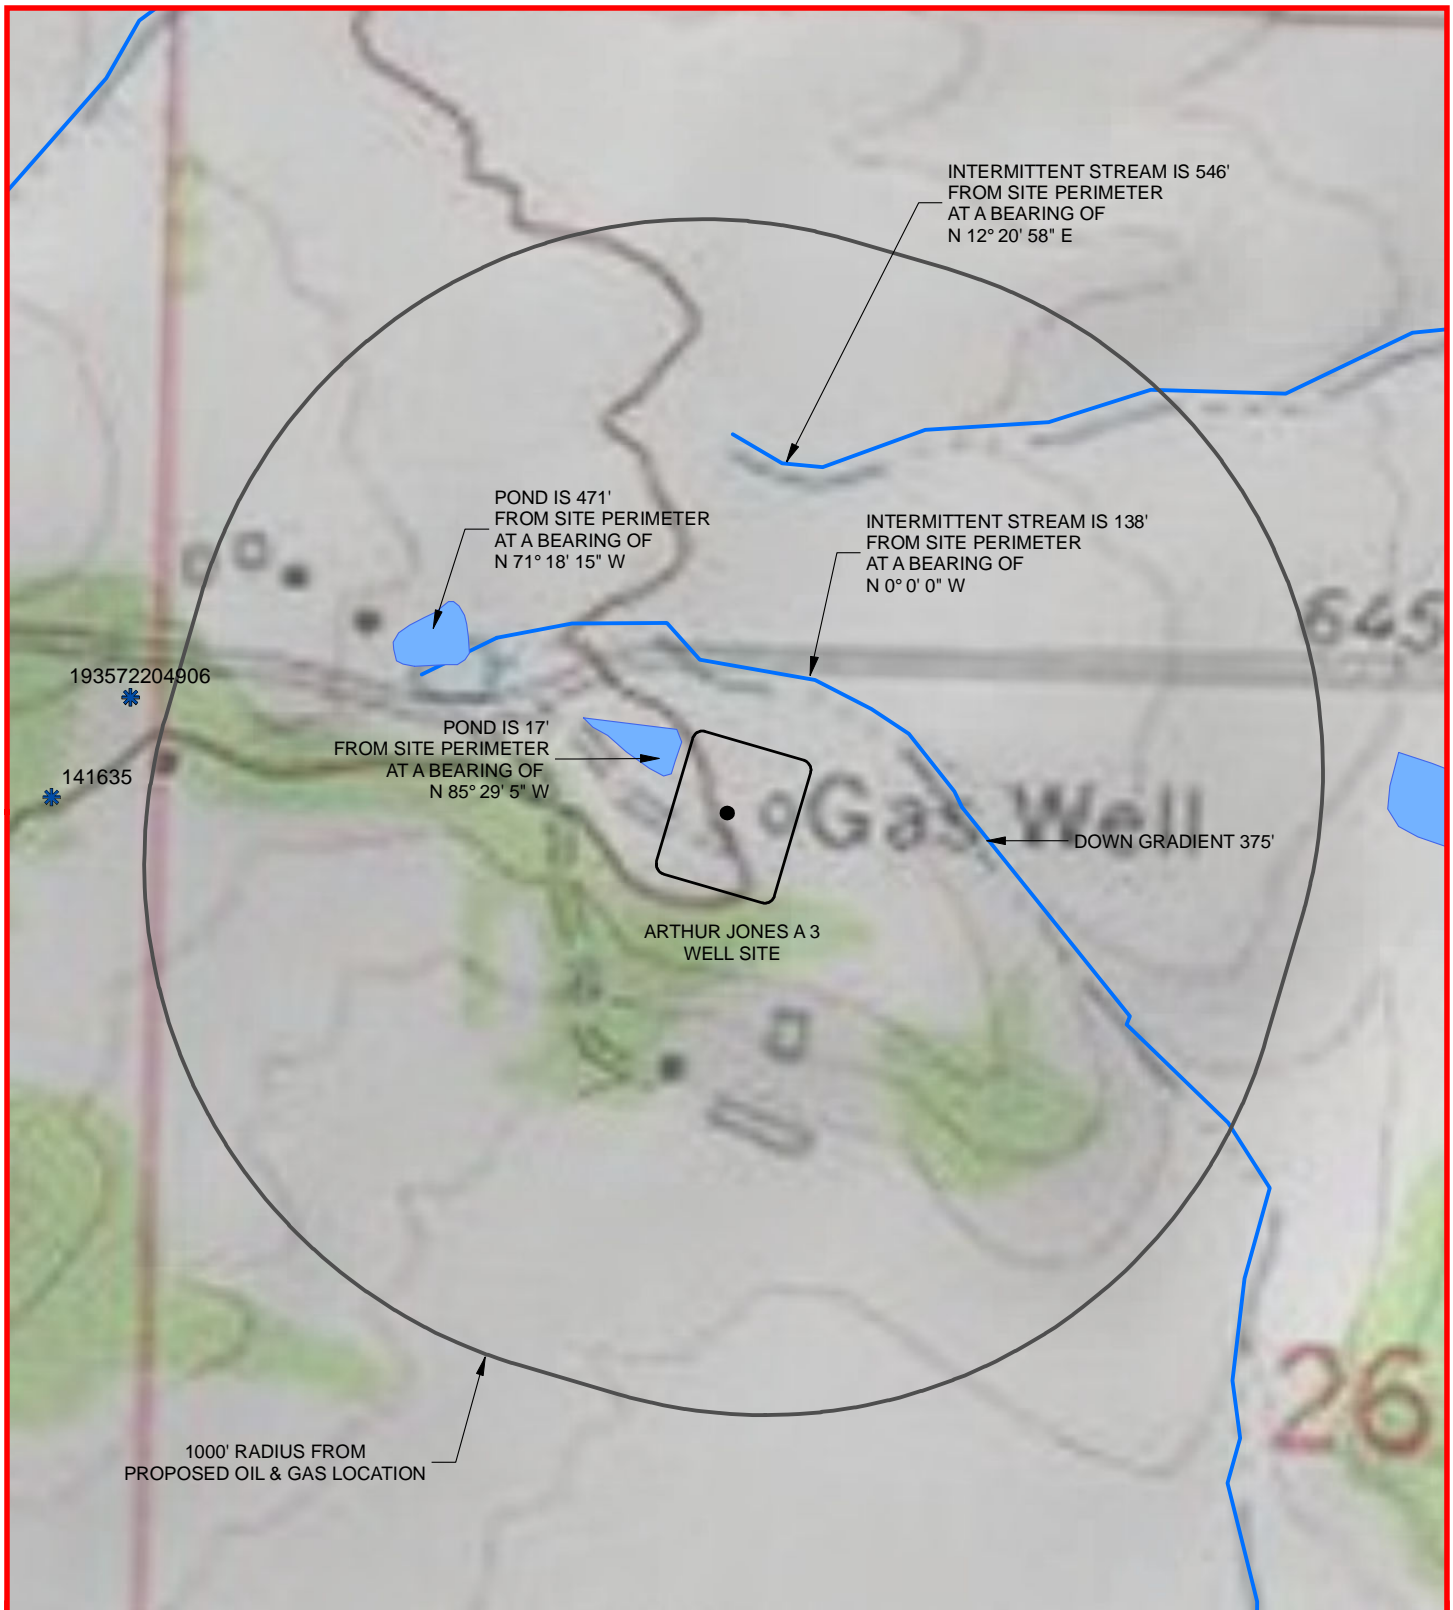 INTERMITTENT STREAM IS 546'
FROM SITE PERIMETER
AT A BEARING OF
N 12° 20' 58" E
POND IS 471'
FROM SITE PERIMETER
AT A BEARING OF
N 71° 18' 15" W
INTERMITTENT STREAM IS 138'
FROM SITE PERIMETER
AT A BEARING OF
N 0° 0' 0" W
645
193572204906
141635
POND IS 17'
FROM SITE PERIMETER
AT A BEARING OF
N 85° 29' 5" W
Gas Well
DOWN GRADIENT 375'
ARTHUR JONES A 3
WELL SITE
26
1000' RADIUS FROM
PROPOSED OIL & GAS LOCATION